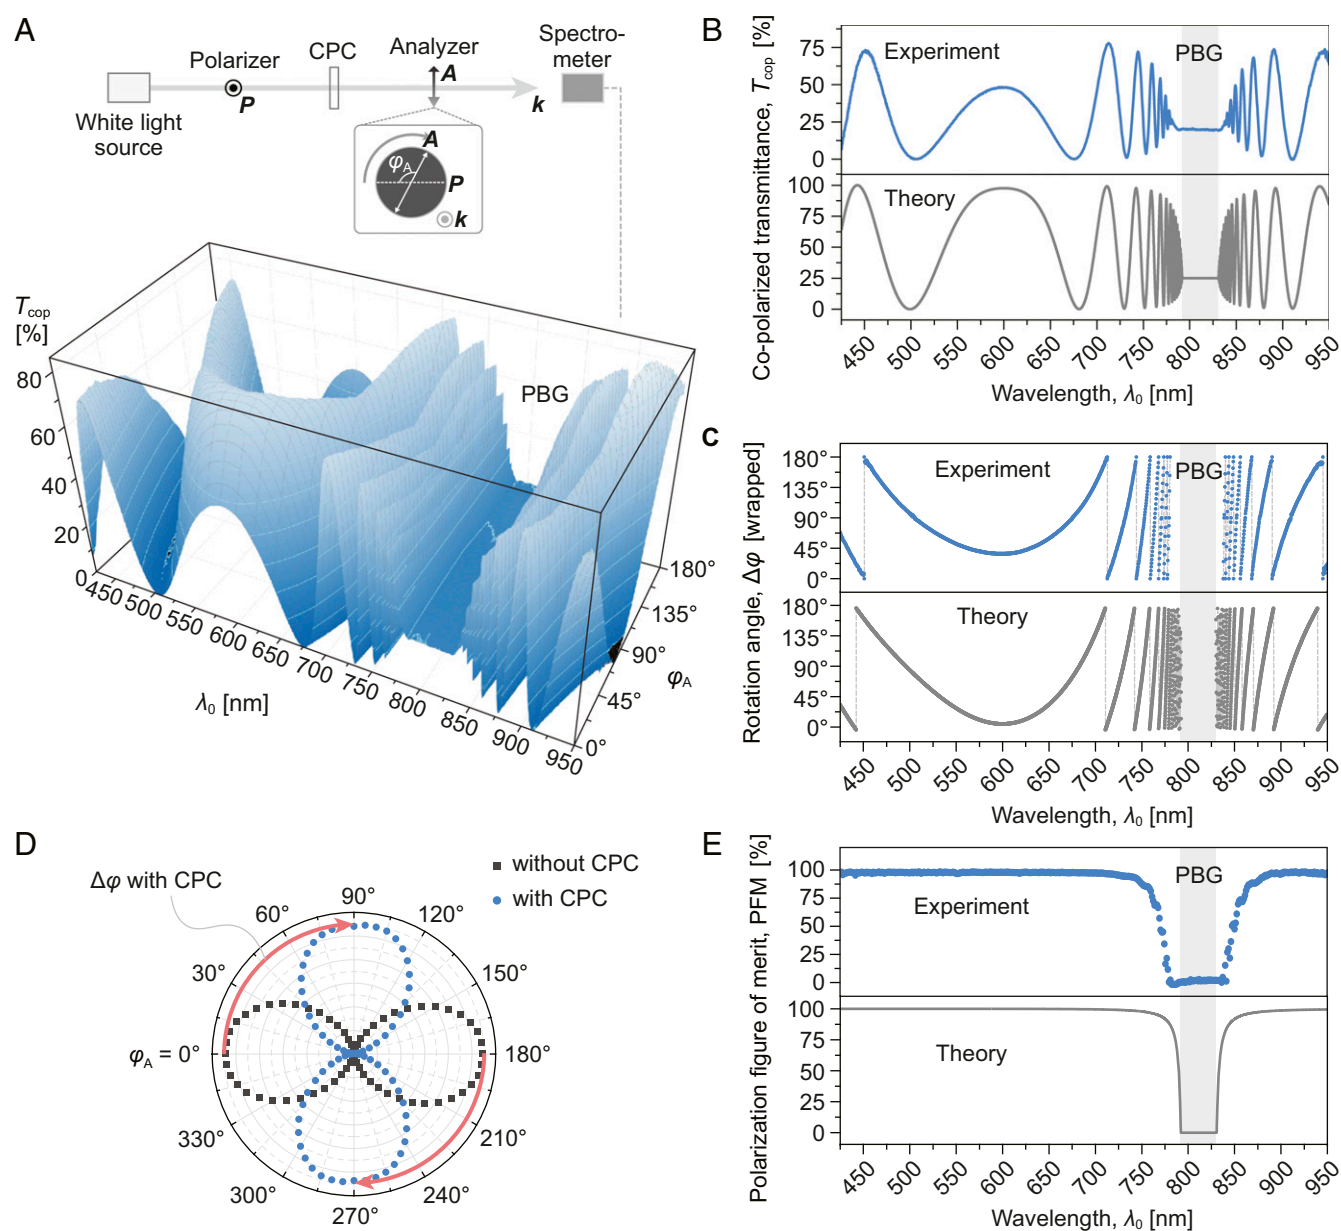 A
Polarizer
CPC
Analyzer
Spectro-
meter
P
A
k
White light
source
A
φA
P
k
Tcop
[%]
PBG
80
60
40
20
0
450
500
550
600
650
700
750
800
850
900
950
λ0 [nm]
180°
135°
90°
45°
0°
φA
B
Co-polarized transmittance, Tcop [%]
Experiment
PBG
75
50
25
0
Theory
100
75
50
25
0
450
500
550
600
650
700
750
800
850
900
950
Wavelength, λ0 [nm]
C
Rotation angle, Δφ [wrapped]
Experiment
PBG
180°
135°
90°
45°
0°
Theory
180°
135°
90°
45°
0°
450
500
550
600
650
700
750
800
850
900
950
Wavelength, λ0 [nm]
D
Δφ with CPC
without CPC
with CPC
90°
60°
120°
30°
150°
φA = 0°
180°
330°
210°
300°
240°
270°
E
Polarization figure of merit, PFM [%]
Experiment
PBG
100
75
50
25
0
Theory
100
75
50
25
0
450
500
550
600
650
700
750
800
850
900
950
Wavelength, λ0 [nm]